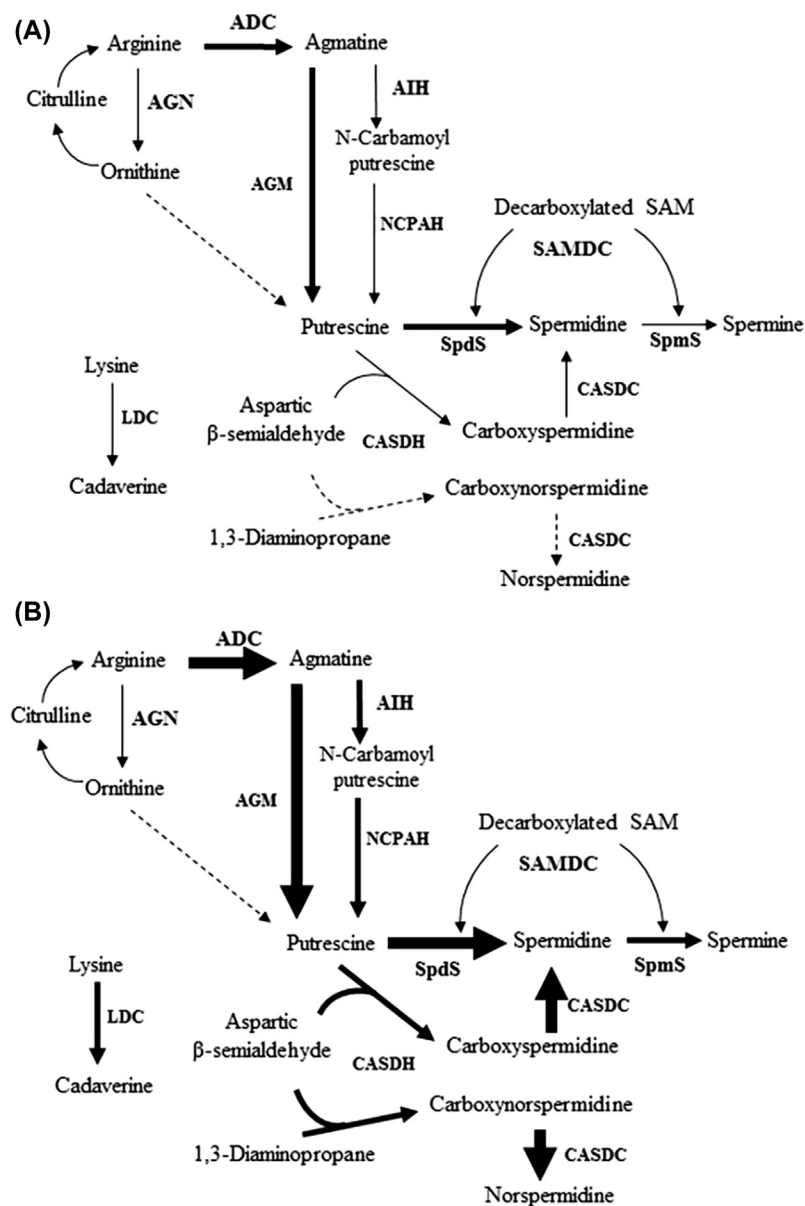 (A)
ADC
Arginine
Agmatine
Citrulline
AGN
AIH
N-Carbamoyl
putrescine
Ornithine
AGM
NCPAH
Decarboxylated SAM
SAMDC
Putrescine
SpdS
Spermidine
SpmS
Spermine
Lysine
LDC
Cadaverine
Aspartic
β-semialdehyde
CASDH
CASDC
Carboxyspermidine
Carboxynorspermidine
1,3-Diaminopropane
CASDC
Norspermidine
(B)
ADC
Arginine
Agmatine
Citrulline
AGN
AIH
N-Carbamoyl
putrescine
Ornithine
AGM
NCPAH
Decarboxylated SAM
SAMDC
Putrescine
SpdS
Spermidine
SpmS
Spermine
Lysine
LDC
Cadaverine
Aspartic
β-semialdehyde
CASDH
CASDC
Carboxyspermidine
Carboxynorspermidine
1,3-Diaminopropane
CASDC
Norspermidine